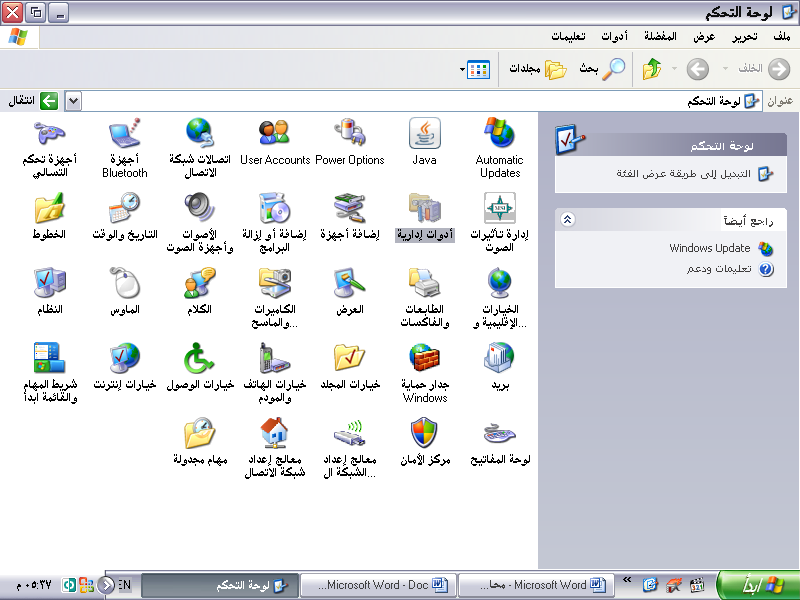 لوحة التحكم
ملف تحرير عرض المفضلة أدوات تعليمات
الخلف بحث مجلدات
عنوان لوحة التحكم انتقال
لوحة التحكم
التبديل إلى طريقة عرض الفئة
راجع أيضاً
Windows Update
تعليمات ودعم
Automatic
Updates
Java
Power Options
User Accounts
اتصالات شبكة
الاتصال
أجهزة
Bluetooth
أجهزة تحكم
التسالي
إدارة تأثيرات
الصوت
أدوات إدارية
إضافة أجهزة
إضافة أو إزالة
البرامج
الأصوات
وأجهزة الصوت
التاريخ والوقت
الخطوط
الخيارات
الإقليمية و...
الطابعات
والفاكسات
العرض
الكاميرات
والماسح...
الكلام
الماوس
النظام
بريد
جدار حماية
Windows
خيارات المجلد
خيارات الهاتف
والمودم
خيارات الوصول
خيارات إنترنت
شريط المهام
والقائمة ابدأ
لوحة المفاتيح
مركز الأمان
معالج إعداد
الشبكة ال...
معالج إعداد
شبكة الاتصال
مهام مجدولة
ابدأ
محا... - Microsoft Word
Microsoft Word - Doc...
لوحة التحكم
EN
٠٥:٣٧ م